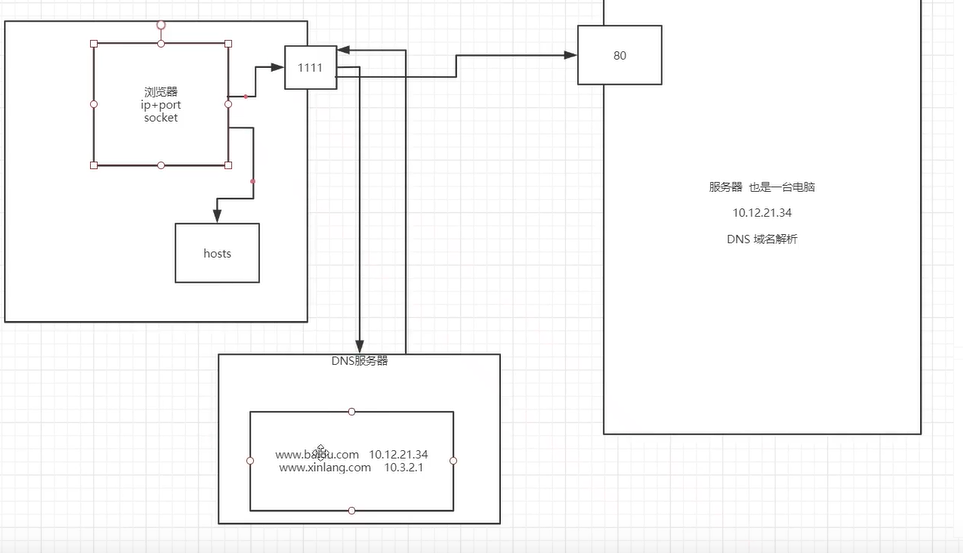 浏览器
ip+port
socket
1111
80
hosts
服务器 也是一台电脑
10.12.21.34
DNS 域名解析
DNS服务器
www.baidu.com 10.12.21.34
www.xinlang.com 10.3.2.1